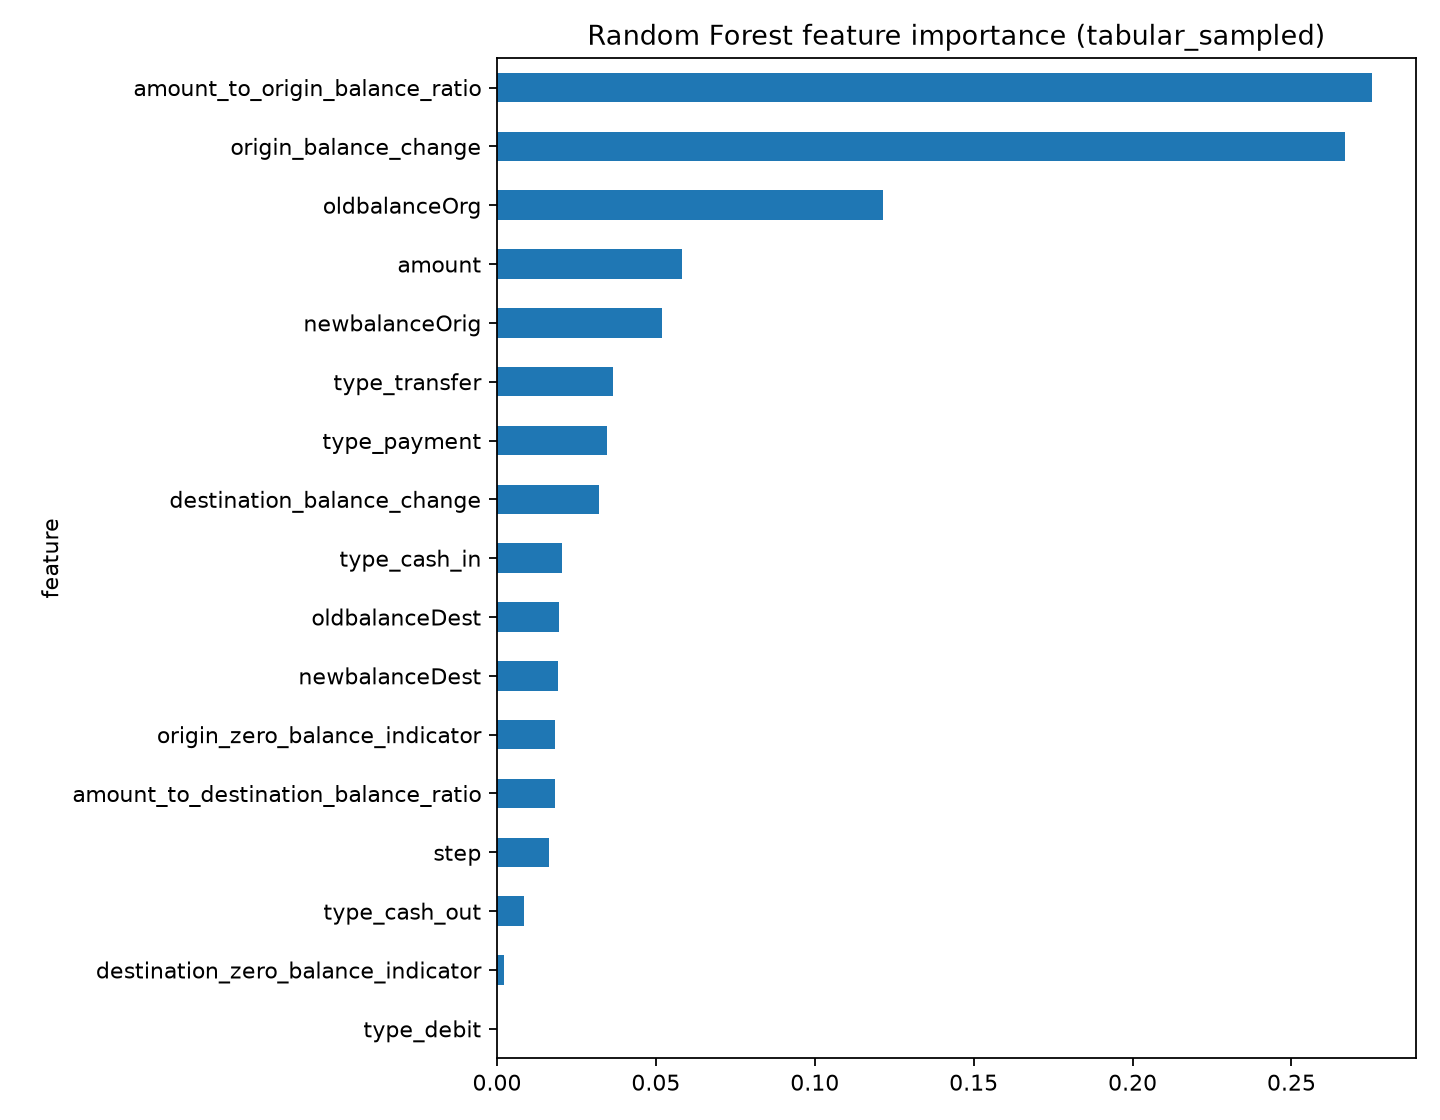 Random Forest feature importance (tabular_sampled)
amount_to_origin_balance_ratio
origin_balance_change
oldbalanceOrg
amount
newbalanceOrig
type_transfer
type_payment
destination_balance_change
type_cash_in
oldbalanceDest
newbalanceDest
origin_zero_balance_indicator
amount_to_destination_balance_ratio
step
type_cash_out
destination_zero_balance_indicator
type_debit
feature
0.00 0.05 0.10 0.15 0.20 0.25